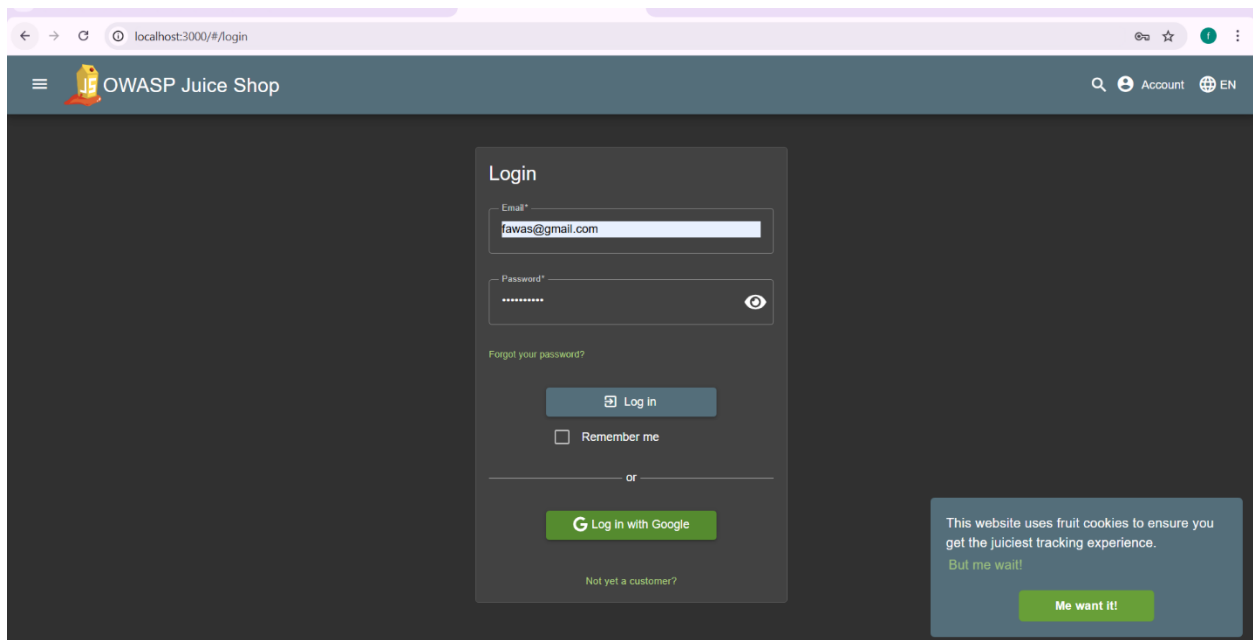 localhost:3000/#/login
f
OWASP Juice Shop
Account
EN
Login
Email*
fawas@gmail.com
Password*
••••••••••
Forgot your password?
Log in
Remember me
or
G Log in with Google
Not yet a customer?
This website uses fruit cookies to ensure you
get the juiciest tracking experience.
But me wait!
Me want it!